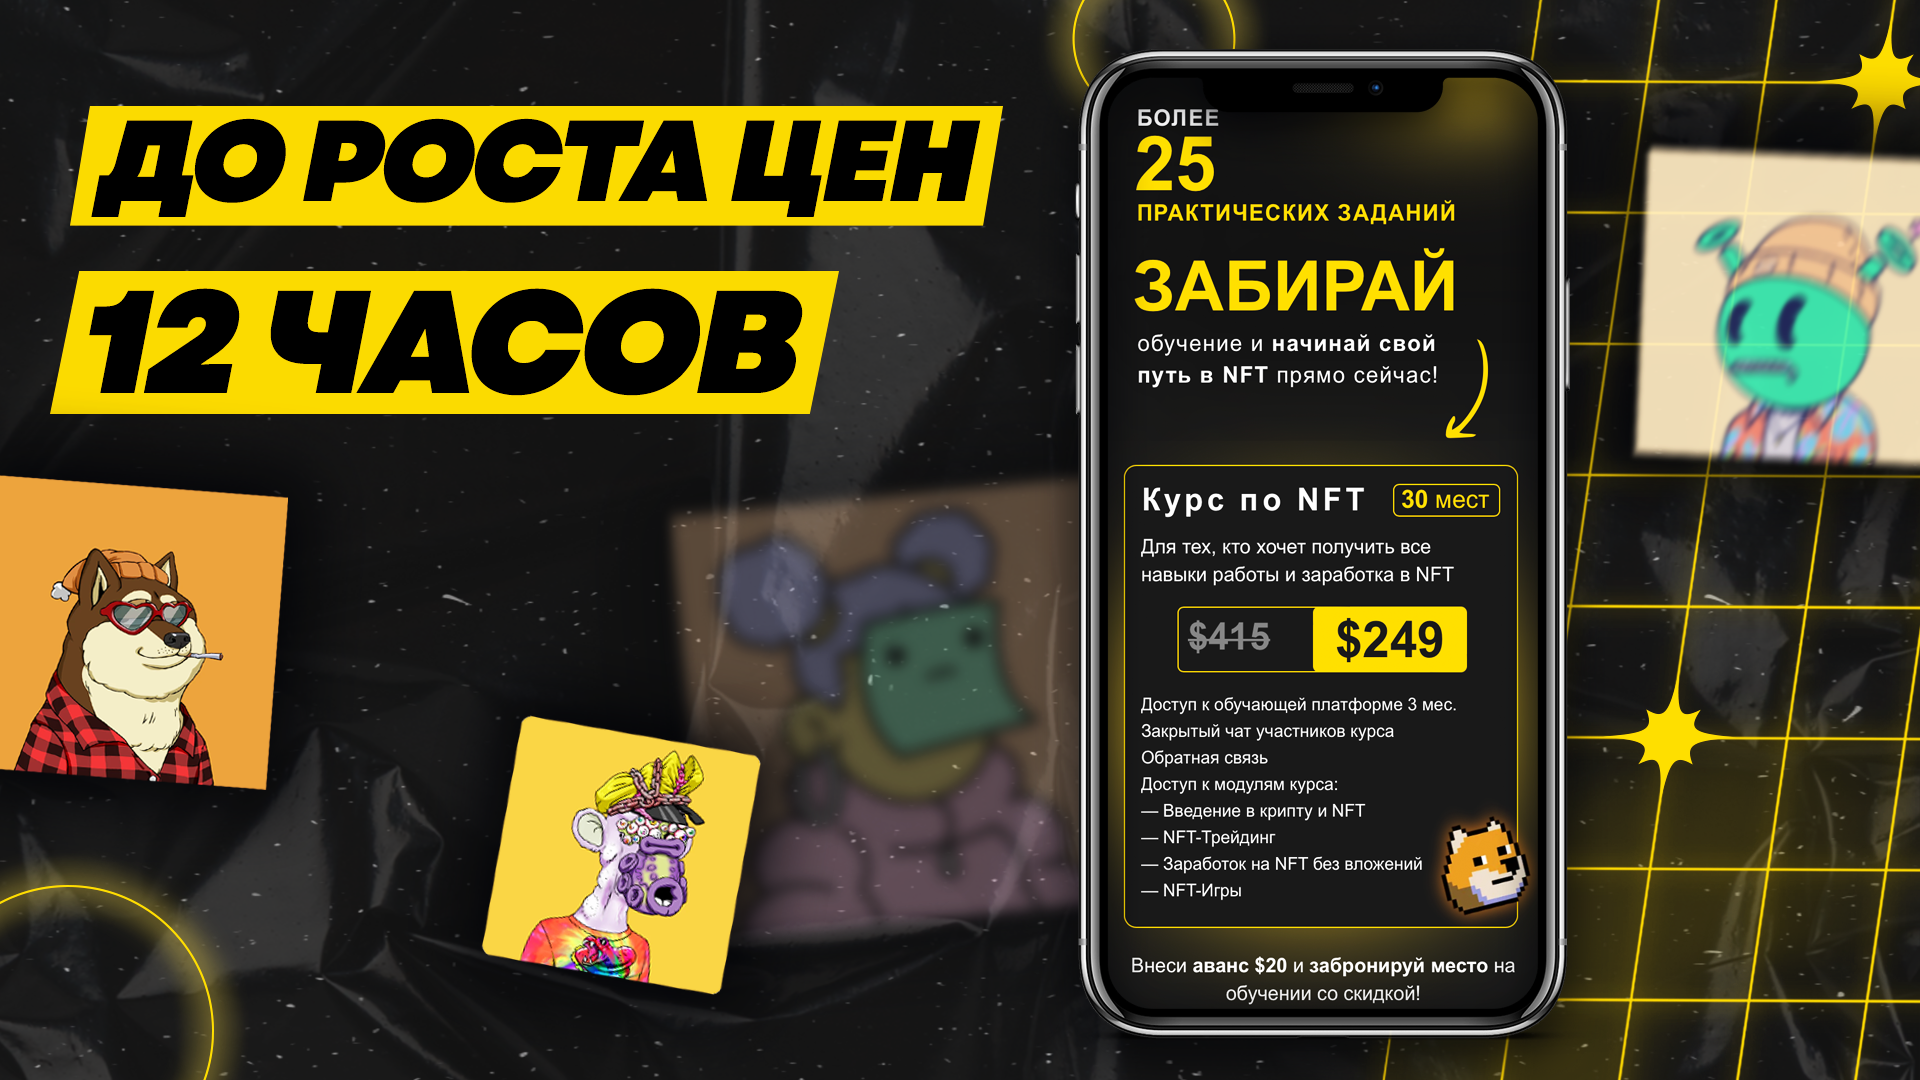 ДО РОСТА ЦЕН
12 ЧАСОВ
БОЛЕЕ
25
ПРАКТИЧЕСКИХ ЗАДАНИЙ
ЗАБИРАЙ
обучение и начинай свой
путь в NFT прямо сейчас!
Курс по NFT
30 мест
Для тех, кто хочет получить все
навыки работы и заработка в NFT
$415
$249
Доступ к обучающей платформе 3 мес.
Закрытый чат участников курса
Обратная связь
Доступ к модулям курса:
— Введение в крипту и NFT
— NFT-Трейдинг
— Заработок на NFT без вложений
— NFT-Игры
Внеси аванс $20 и забронируй место на
обучении со скидкой!